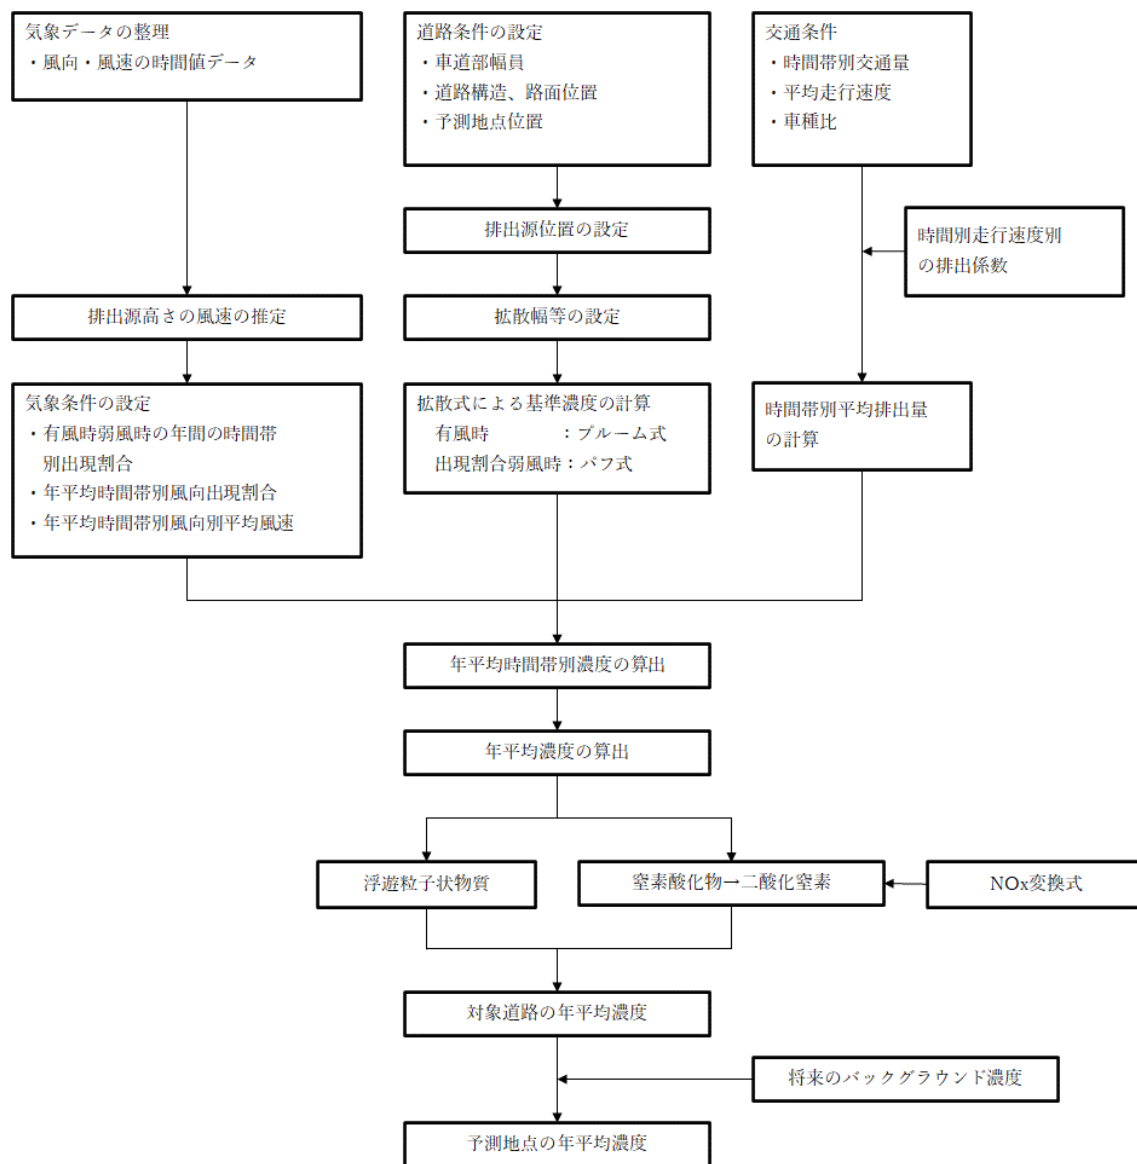 気象データの整理
・風向・風速の時間値データ
道路条件の設定
・車道部幅員
・道路構造、路面位置
・予測地点位置
交通条件
・時間帯別交通量
・平均走行速度
・車種比
排出源位置の設定
時間別走行速度別
の排出係数
排出源高さの風速の推定
拡散幅等の設定
気象条件の設定
・有風時弱風時の年間の時間帯
別出現割合
・年平均時間帯別風向出現割合
・年平均時間帯別風向別平均風速
拡散式による基準濃度の計算
有風時　　　　：プルーム式
出現割合弱風時：パフ式
時間帯別平均排出量
の計算
年平均時間帯別濃度の算出
年平均濃度の算出
浮遊粒子状物質
窒素酸化物→二酸化窒素
NOx変換式
対象道路の年平均濃度
将来のバックグラウンド濃度
予測地点の年平均濃度